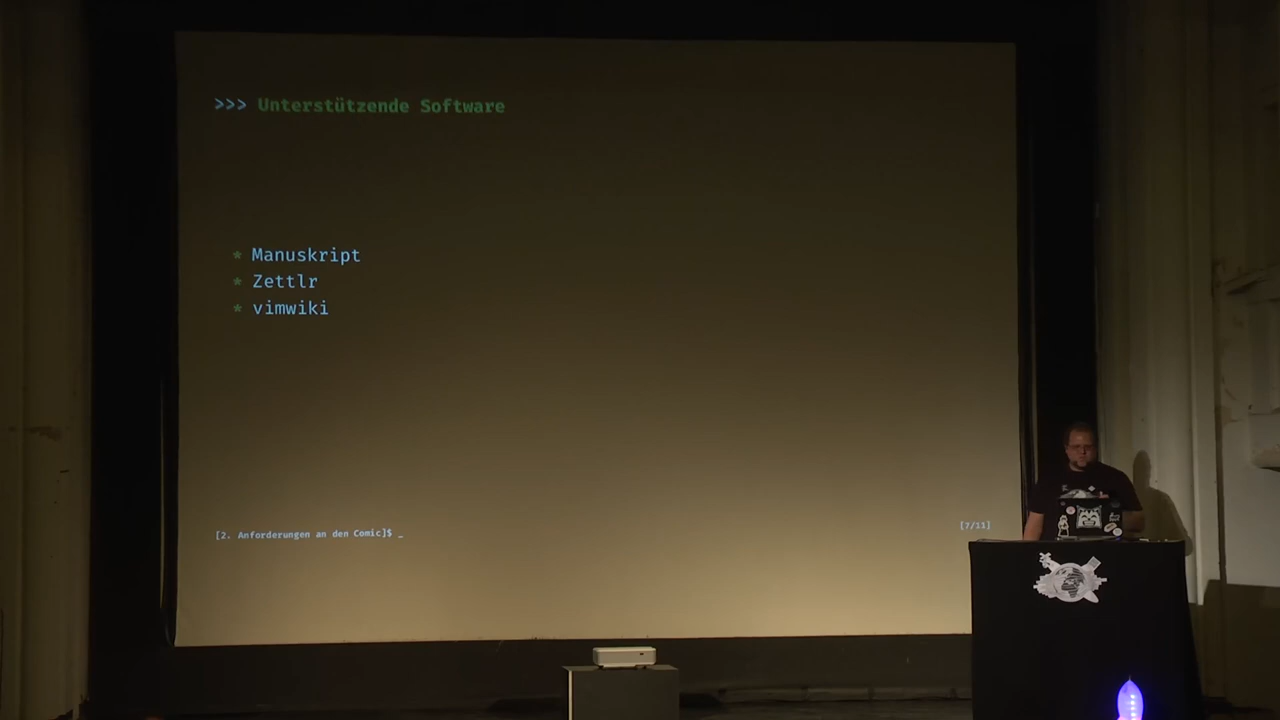 >>> Unterstützende Software
* Manuskript
* Zettlr
* vimwiki
[2. Anforderungen an den Comic]$ _
[7/11]